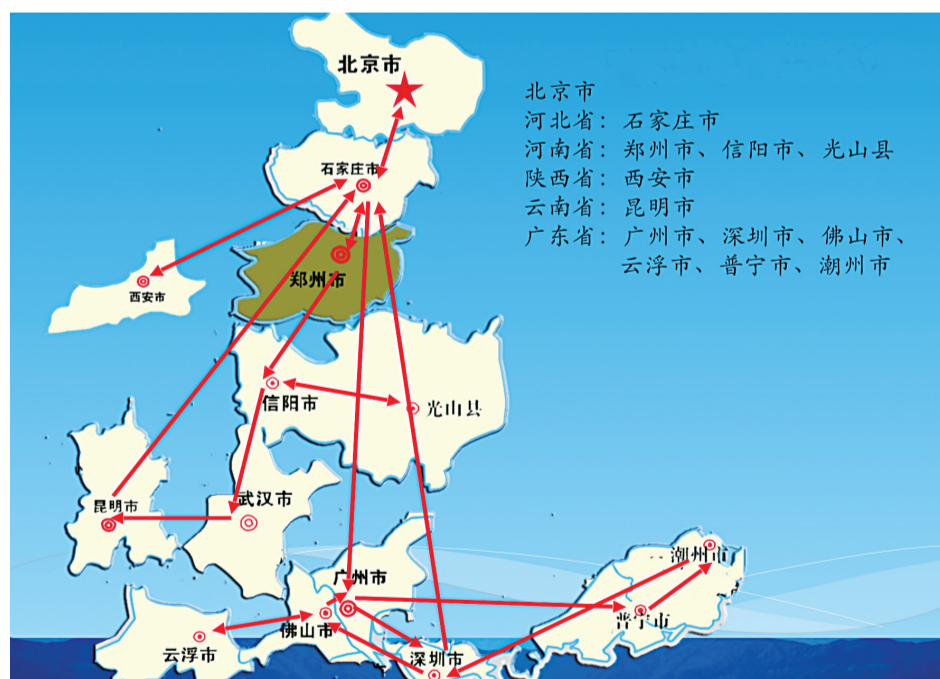 北京市
北京市
河北省：石家庄市
河南省：郑州市、信阳市、光山县
陕西省：西安市
云南省：昆明市
广东省：广州市、深圳市、佛山市、
云浮市、普宁市、潮州市
石家庄市
郑州市
西安市
信阳市
光山县
武汉市
昆明市
潮州市
广州市
普宁市
佛山市
云浮市
深圳市